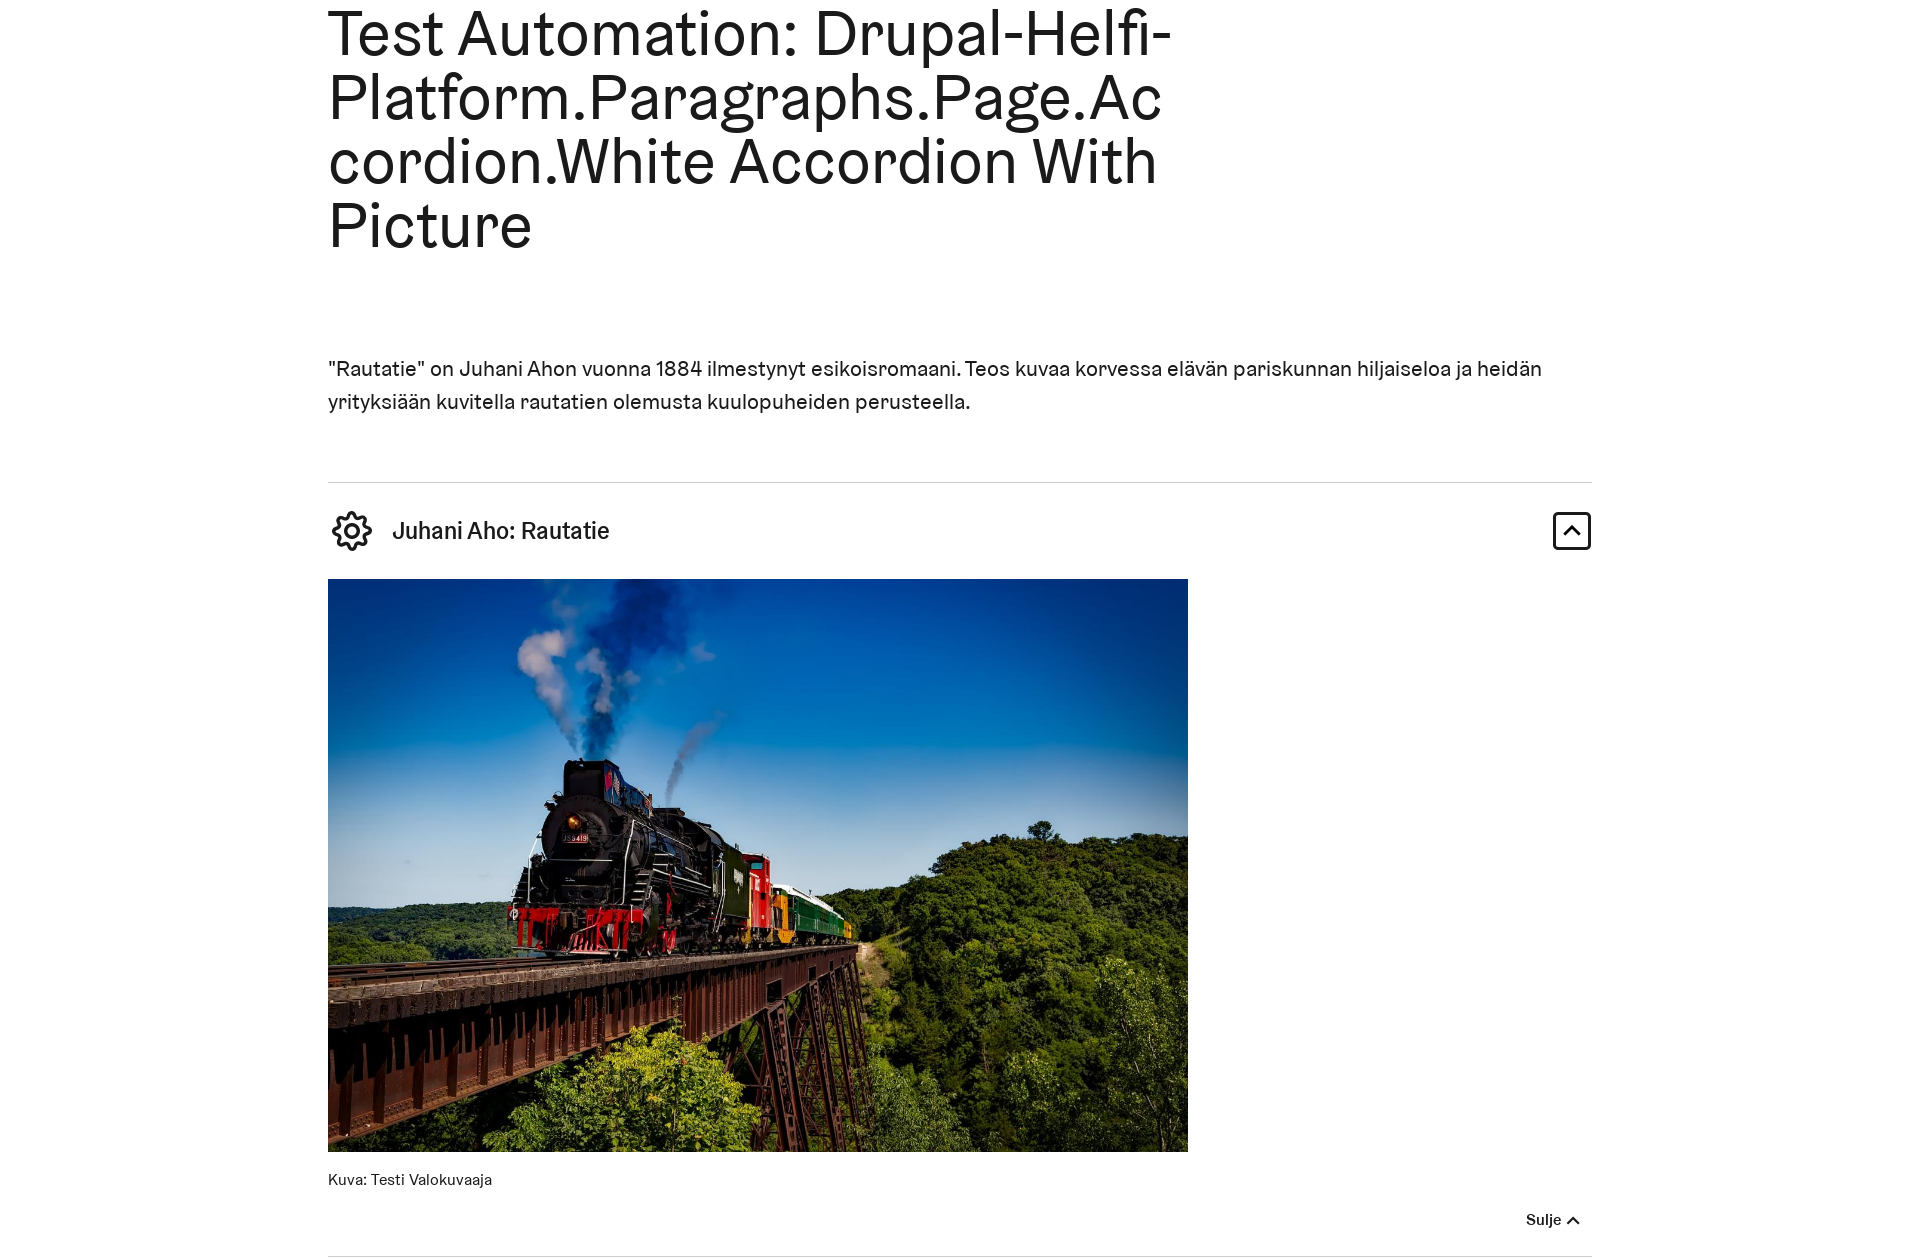 Test Automation: Drupal-Helfi-
Platform.Paragraphs.Page.Ac
cordion.White Accordion With
Picture
"Rautatie" on Juhani Ahon vuonna 1884 ilmestynyt esikoisromaani. Teos kuvaa korvessa elävän pariskunnan hiljaiseloa ja heidän
yrityksiään kuvitella rautatien olemusta kuulopuheiden perusteella.
Juhani Aho: Rautatie
Kuva: Testi Valokuvaaja
Sulje